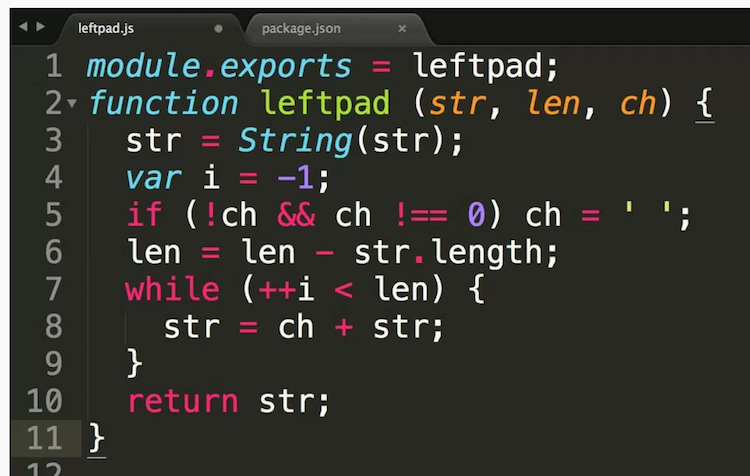 leftpad.js package.json
1 module.exports = leftpad;
2 function leftpad (str, len, ch) {
3 str = String(str);
4 var i = -1;
5 if (!ch && ch !== 0) ch = ' ';
6 len = len - str.length;
7 while (++i < len) {
8 str = ch + str;
9 }
10 return str;
11 }
12